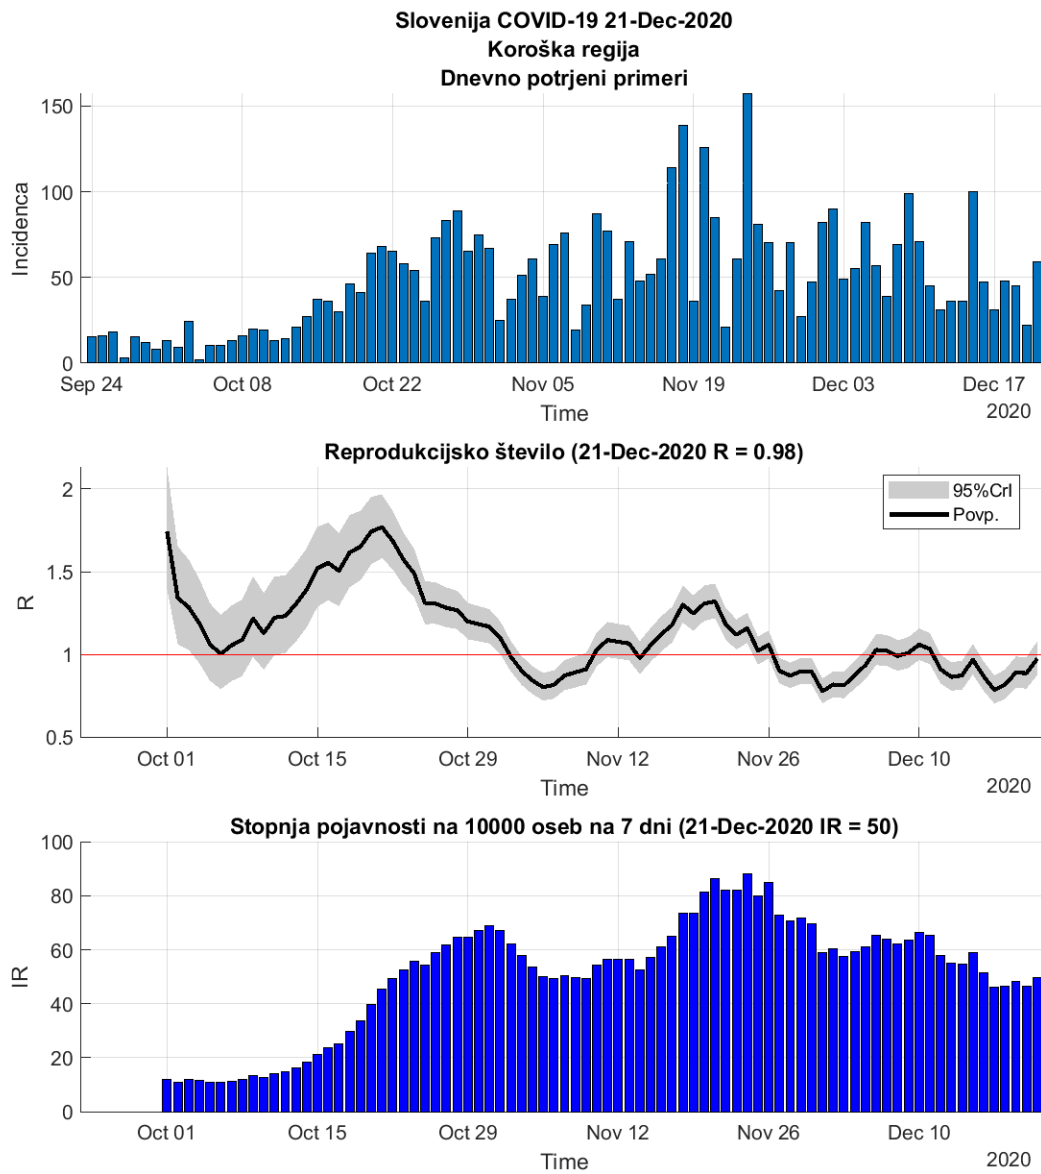 Slovenija COVID-19 21-Dec-2020
Koroška regija
Dnevno potrjeni primeri
150
100
50
0
Incidenca
Sep 24 Oct 08 Oct 22 Nov 05 Nov 19 Dec 03 Dec 17
Time
2020
Reprodukcijsko število (21-Dec-2020 R = 0.98)
95%CrI
Povp.
2
1.5
1
0.5
R
Oct 01 Oct 15 Oct 29 Nov 12 Nov 26 Dec 10
Time
2020
Stopnja pojavnosti na 10000 oseb na 7 dni (21-Dec-2020 IR = 50)
100
80
60
40
20
0
IR
Oct 01 Oct 15 Oct 29 Nov 12 Nov 26 Dec 10
Time
2020